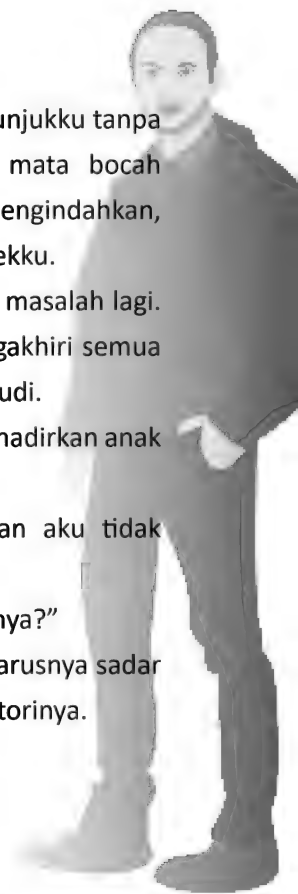 unjukku tanpa
mata bocah
engindahkan,
ekku.
masalah lagi.
gakhiri semua
udi.
nadirkan anak
an aku tidak
nya?”
arusnya sadar
torinya.